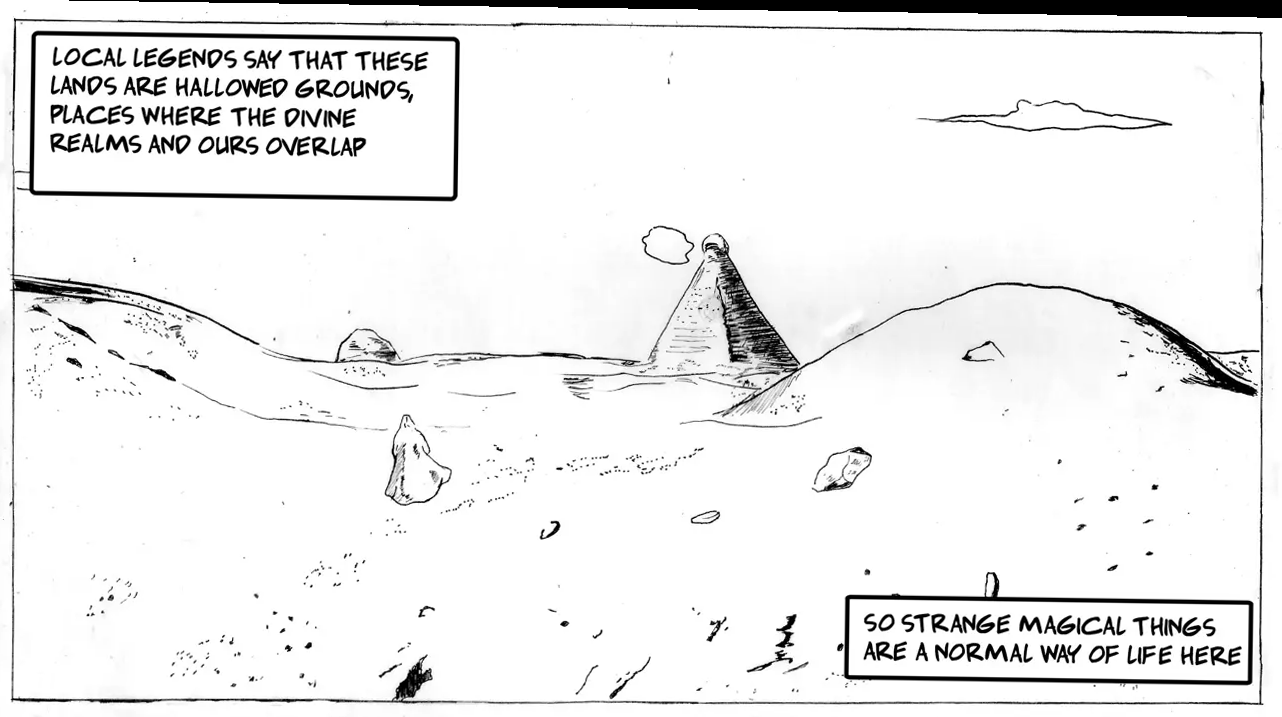 LOCAL LEGENDS SAY THAT THESE
LANDS ARE HALLOWED GROUNDS,
PLACES WHERE THE DIVINE
REALMS AND OURS OVERLAP
SO STRANGE MAGICAL THINGS
ARE A NORMAL WAY OF LIFE HERE